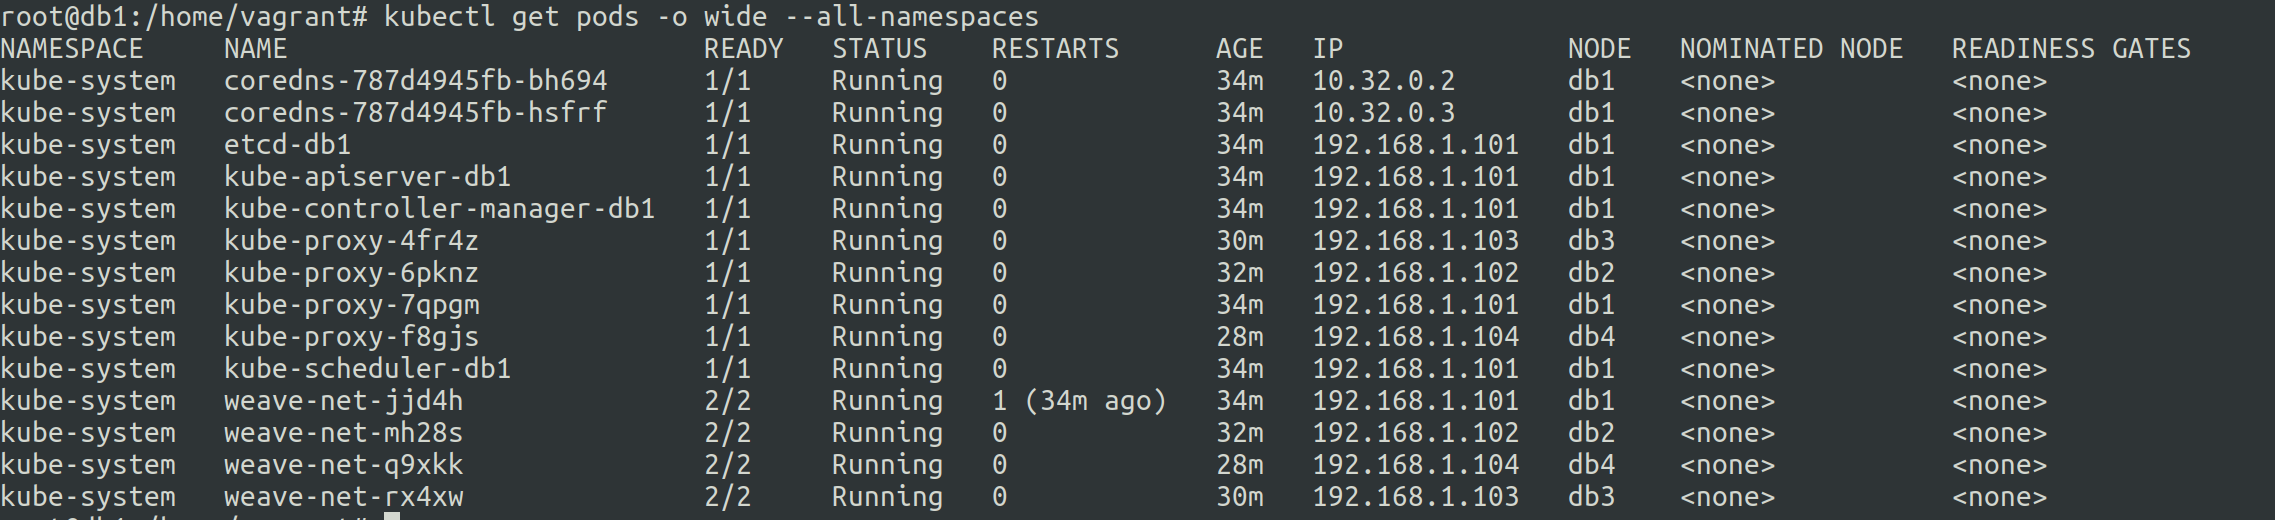 root@db1:/home/vagrant# kubectl get pods -o wide --all-namespaces
NAMESPACE     NAME                          READY   STATUS    RESTARTS      AGE   IP              NODE   NOMINATED NODE   READINESS GATES
kube-system   coredns-787d4945fb-bh694      1/1     Running   0             34m   10.32.0.2       db1    <none>           <none>
kube-system   coredns-787d4945fb-hsfrf      1/1     Running   0             34m   10.32.0.3       db1    <none>           <none>
kube-system   etcd-db1                      1/1     Running   0             34m   192.168.1.101   db1    <none>           <none>
kube-system   kube-apiserver-db1            1/1     Running   0             34m   192.168.1.101   db1    <none>           <none>
kube-system   kube-controller-manager-db1   1/1     Running   0             34m   192.168.1.101   db1    <none>           <none>
kube-system   kube-proxy-4fr4z              1/1     Running   0             30m   192.168.1.103   db3    <none>           <none>
kube-system   kube-proxy-6pknz              1/1     Running   0             32m   192.168.1.102   db2    <none>           <none>
kube-system   kube-proxy-7qpgm              1/1     Running   0             34m   192.168.1.101   db1    <none>           <none>
kube-system   kube-proxy-f8gjs              1/1     Running   0             28m   192.168.1.104   db4    <none>           <none>
kube-system   kube-scheduler-db1            1/1     Running   0             34m   192.168.1.101   db1    <none>           <none>
kube-system   weave-net-jjd4h               2/2     Running   1 (34m ago)   34m   192.168.1.101   db1    <none>           <none>
kube-system   weave-net-mh28s               2/2     Running   0             32m   192.168.1.102   db2    <none>           <none>
kube-system   weave-net-q9xkk               2/2     Running   0             28m   192.168.1.104   db4    <none>           <none>
kube-system   weave-net-rx4xw               2/2     Running   0             30m   192.168.1.103   db3    <none>           <none>